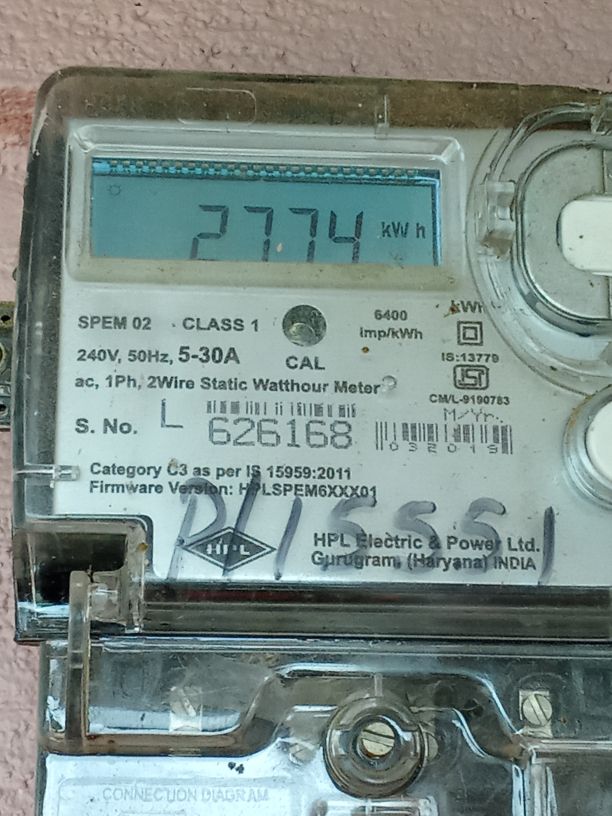 2774 kWh
SPEM 02 CLASS 1
6400 imp/kWh
kWh
240V, 50Hz, 5-30A
CAL
IS:13779
ac, 1Ph, 2Wire Static Watthour Meter
CM/L-9190783
S. No. L 626168
M/Yr.
032019
Category C3 as per IS 15959:2011
Firmware Version: HPLSPEM6XXX01
HPL
HPL Electric & Power Ltd.
Gurugram, (Haryana) INDIA
CONNECTION DIAGRAM